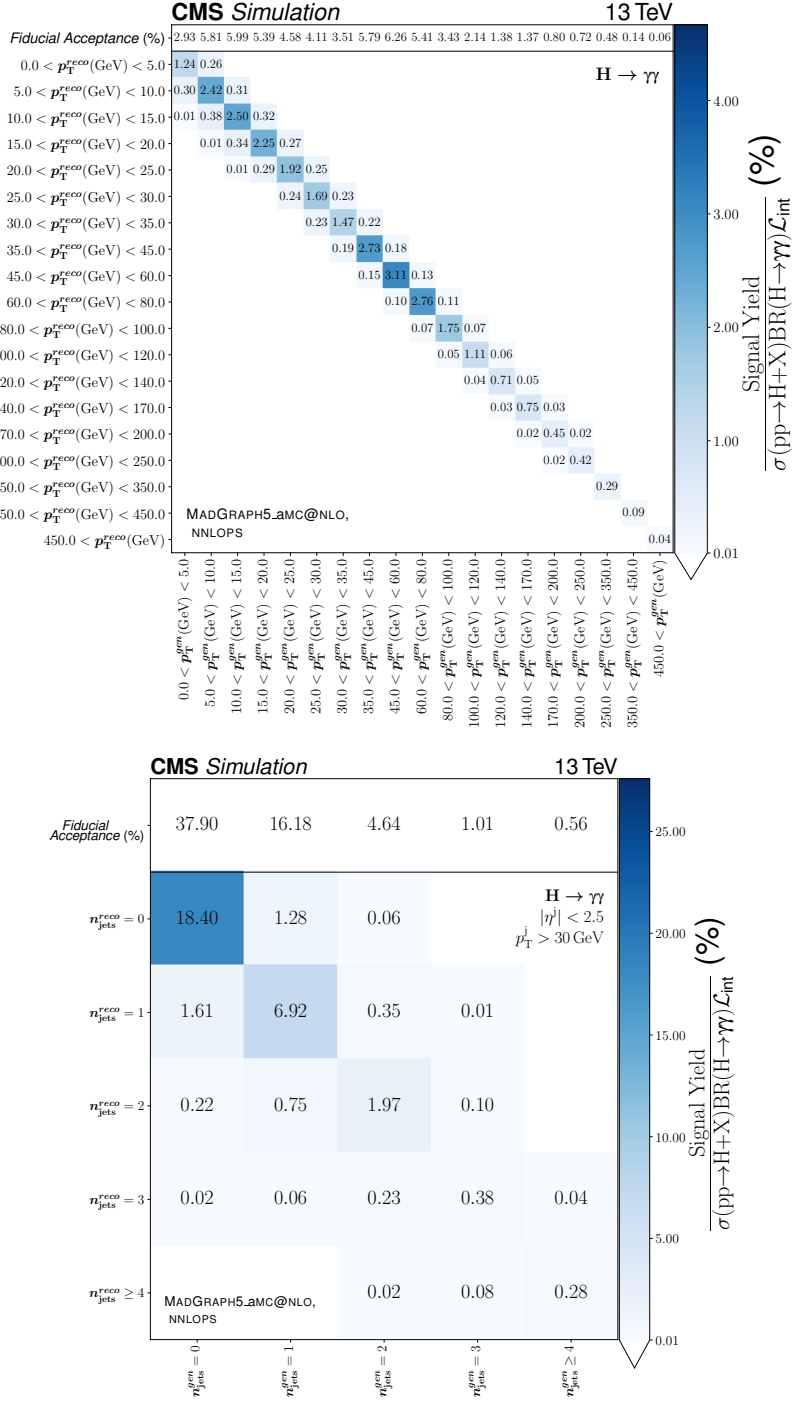 CMS Simulation 13 TeV
Fiducial Acceptance (%) 2.93 5.81 5.99 5.39 4.58 4.11 3.51 5.79 6.26 5.41 3.43 2.14 1.38 1.37 0.80 0.72 0.48 0.14 0.06
H → γγ
0.0 < p_T^reco(GeV) < 5.0 1.24 0.26
5.0 < p_T^reco(GeV) < 10.0 0.30 2.42 0.31
10.0 < p_T^reco(GeV) < 15.0 0.01 0.38 2.50 0.32
15.0 < p_T^reco(GeV) < 20.0 0.01 0.34 2.25 0.27
20.0 < p_T^reco(GeV) < 25.0 0.01 0.29 1.92 0.25
25.0 < p_T^reco(GeV) < 30.0 0.24 1.69 0.23
30.0 < p_T^reco(GeV) < 35.0 0.23 1.47 0.22
35.0 < p_T^reco(GeV) < 45.0 0.19 2.73 0.18
45.0 < p_T^reco(GeV) < 60.0 0.15 3.11 0.13
60.0 < p_T^reco(GeV) < 80.0 0.10 2.76 0.11
80.0 < p_T^reco(GeV) < 100.0 0.07 1.75 0.07
00.0 < p_T^reco(GeV) < 120.0 0.05 1.11 0.06
20.0 < p_T^reco(GeV) < 140.0 0.04 0.71 0.05
40.0 < p_T^reco(GeV) < 170.0 0.03 0.75 0.03
70.0 < p_T^reco(GeV) < 200.0 0.02 0.45 0.02
00.0 < p_T^reco(GeV) < 250.0 0.02 0.42
50.0 < p_T^reco(GeV) < 350.0 0.29
50.0 < p_T^reco(GeV) < 450.0 0.09
450.0 < p_T^reco(GeV) 0.04
MADGRAPH5_aMC@NLO,
NNLOPS
0.0 < p_T^gen(GeV) < 5.0
5.0 < p_T^gen(GeV) < 10.0
10.0 < p_T^gen(GeV) < 15.0
15.0 < p_T^gen(GeV) < 20.0
20.0 < p_T^gen(GeV) < 25.0
25.0 < p_T^gen(GeV) < 30.0
30.0 < p_T^gen(GeV) < 35.0
35.0 < p_T^gen(GeV) < 45.0
45.0 < p_T^gen(GeV) < 60.0
60.0 < p_T^gen(GeV) < 80.0
80.0 < p_T^gen(GeV) < 100.0
100.0 < p_T^gen(GeV) < 120.0
120.0 < p_T^gen(GeV) < 140.0
140.0 < p_T^gen(GeV) < 170.0
170.0 < p_T^gen(GeV) < 200.0
200.0 < p_T^gen(GeV) < 250.0
250.0 < p_T^gen(GeV) < 350.0
350.0 < p_T^gen(GeV) < 450.0
450.0 < p_T^gen(GeV)
4.00
3.00
2.00
1.00
0.01
Signal Yield
σ(pp→H+X)BR(H→γγ)ℒ_int (%)
CMS Simulation 13 TeV
Fiducial
Acceptance (%) 37.90 16.18 4.64 1.01 0.56
H → γγ
|η^j| < 2.5
p_T^j > 30 GeV
n_jets^reco = 0 18.40 1.28 0.06
n_jets^reco = 1 1.61 6.92 0.35 0.01
n_jets^reco = 2 0.22 0.75 1.97 0.10
n_jets^reco = 3 0.02 0.06 0.23 0.38 0.04
n_jets^reco ≥ 4 0.02 0.08 0.28
MADGRAPH5_aMC@NLO,
NNLOPS
n_jets^gen = 0
n_jets^gen = 1
n_jets^gen = 2
n_jets^gen = 3
n_jets^gen ≥ 4
25.00
20.00
15.00
10.00
5.00
0.01
Signal Yield
σ(pp→H+X)BR(H→γγ)ℒ_int (%)